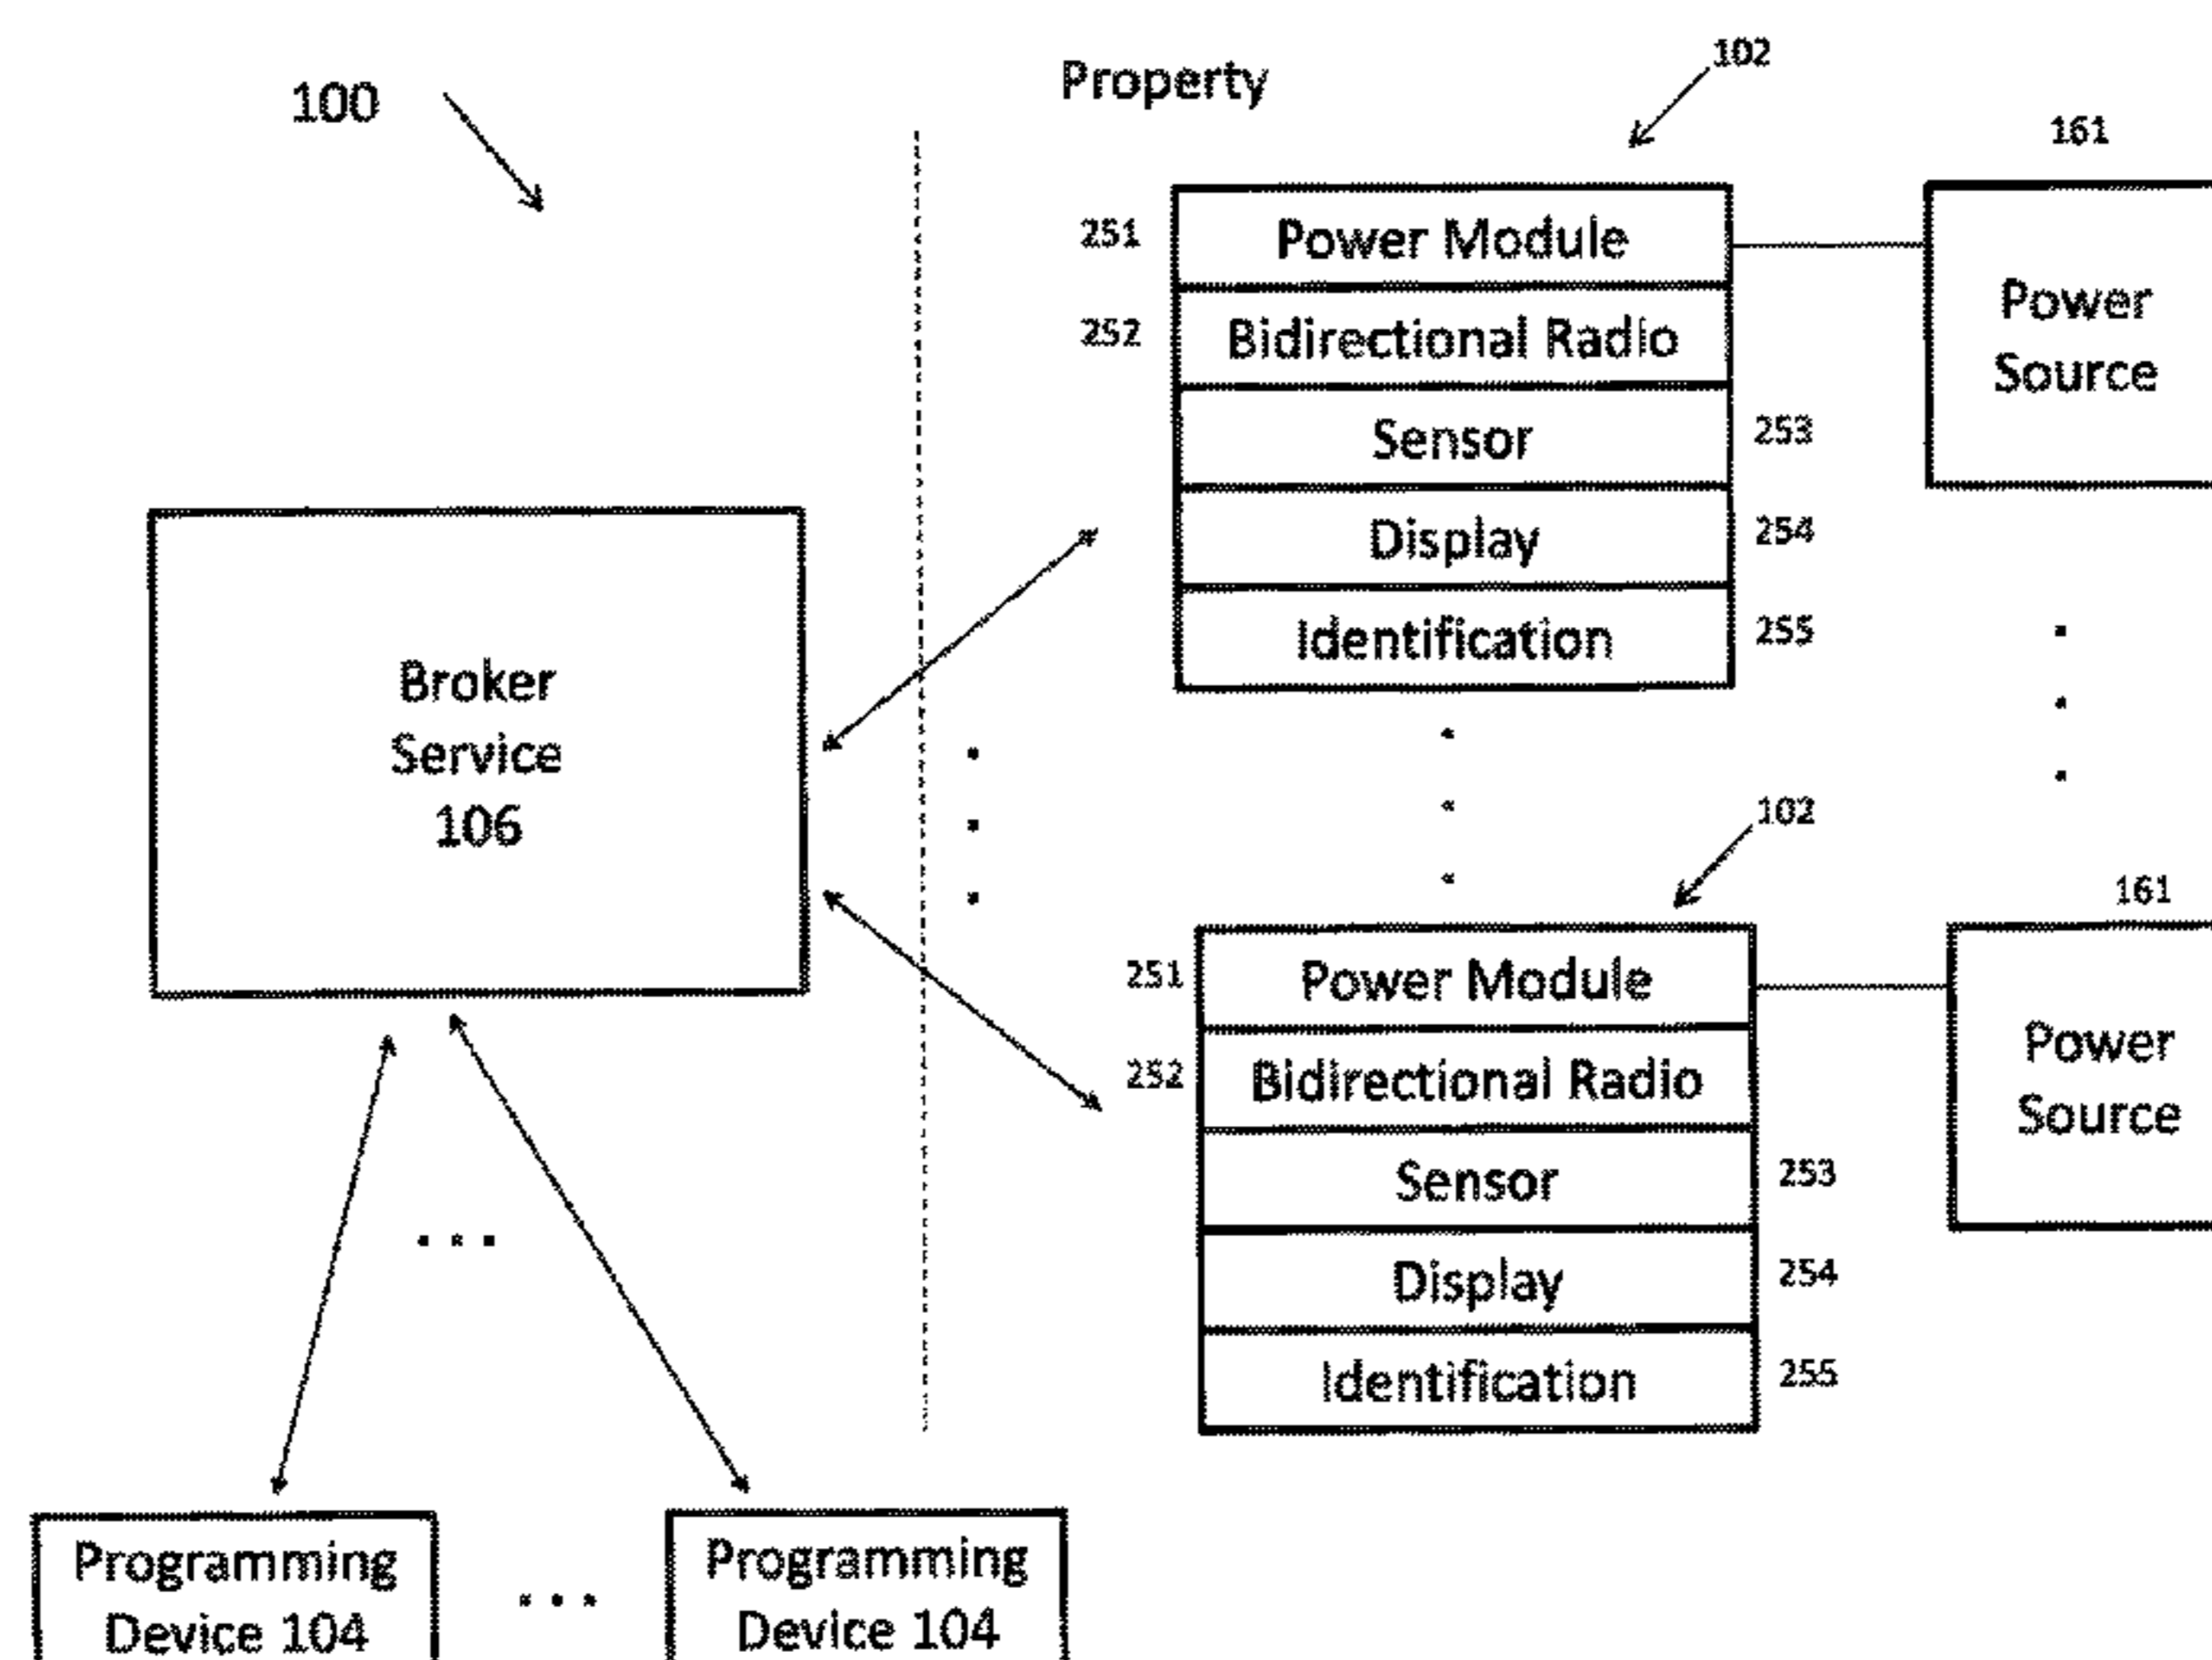 100
Property
102
161
251
Power Module
252
Bidirectional Radio
Sensor
253
Display
254
Identification
255
Power
Source
Broker
Service
106
102
161
251
Power Module
252
Bidirectional Radio
Sensor
253
Display
254
Identification
255
Power
Source
Programming
Device 104
Programming
Device 104